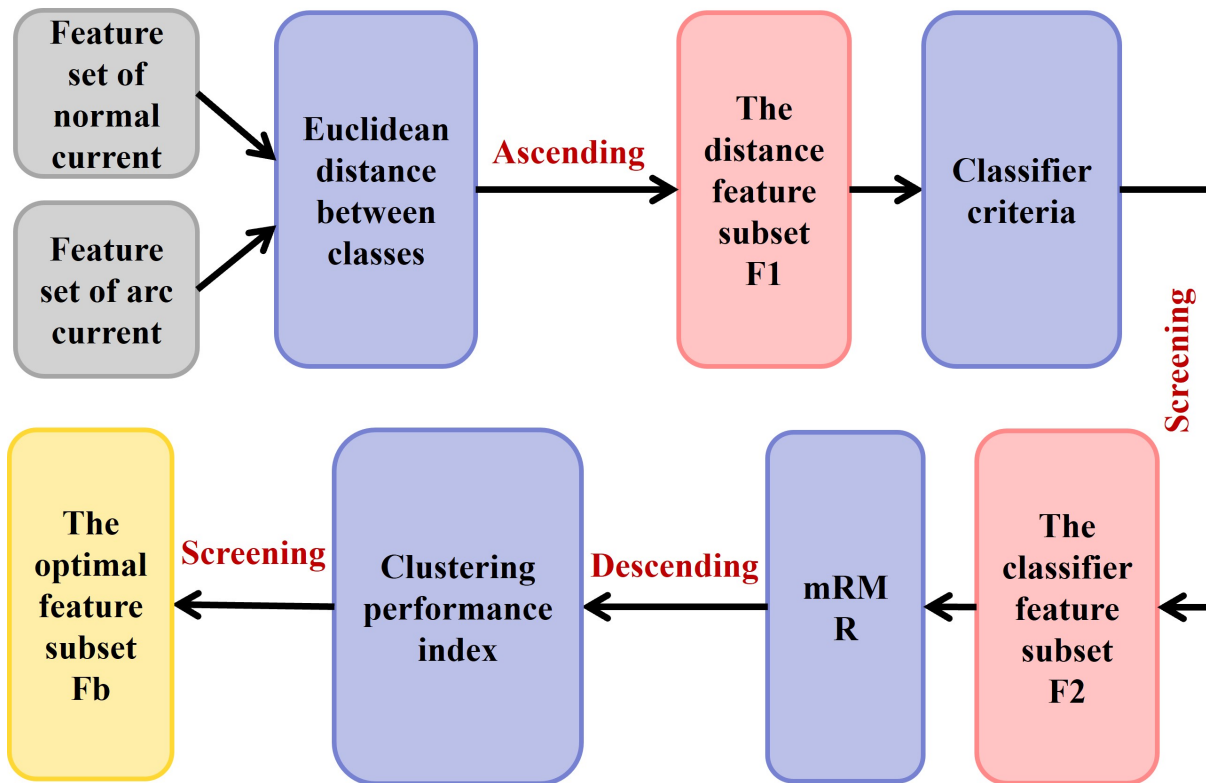 Feature
set of
normal
current
Feature
set of arc
current
Euclidean
distance
between
classes
Ascending
The
distance
feature
subset
F1
Classifier
criteria
Screening
The
classifier
feature
subset
F2
mRM
R
Descending
Clustering
performance
index
Screening
The
optimal
feature
subset
Fb